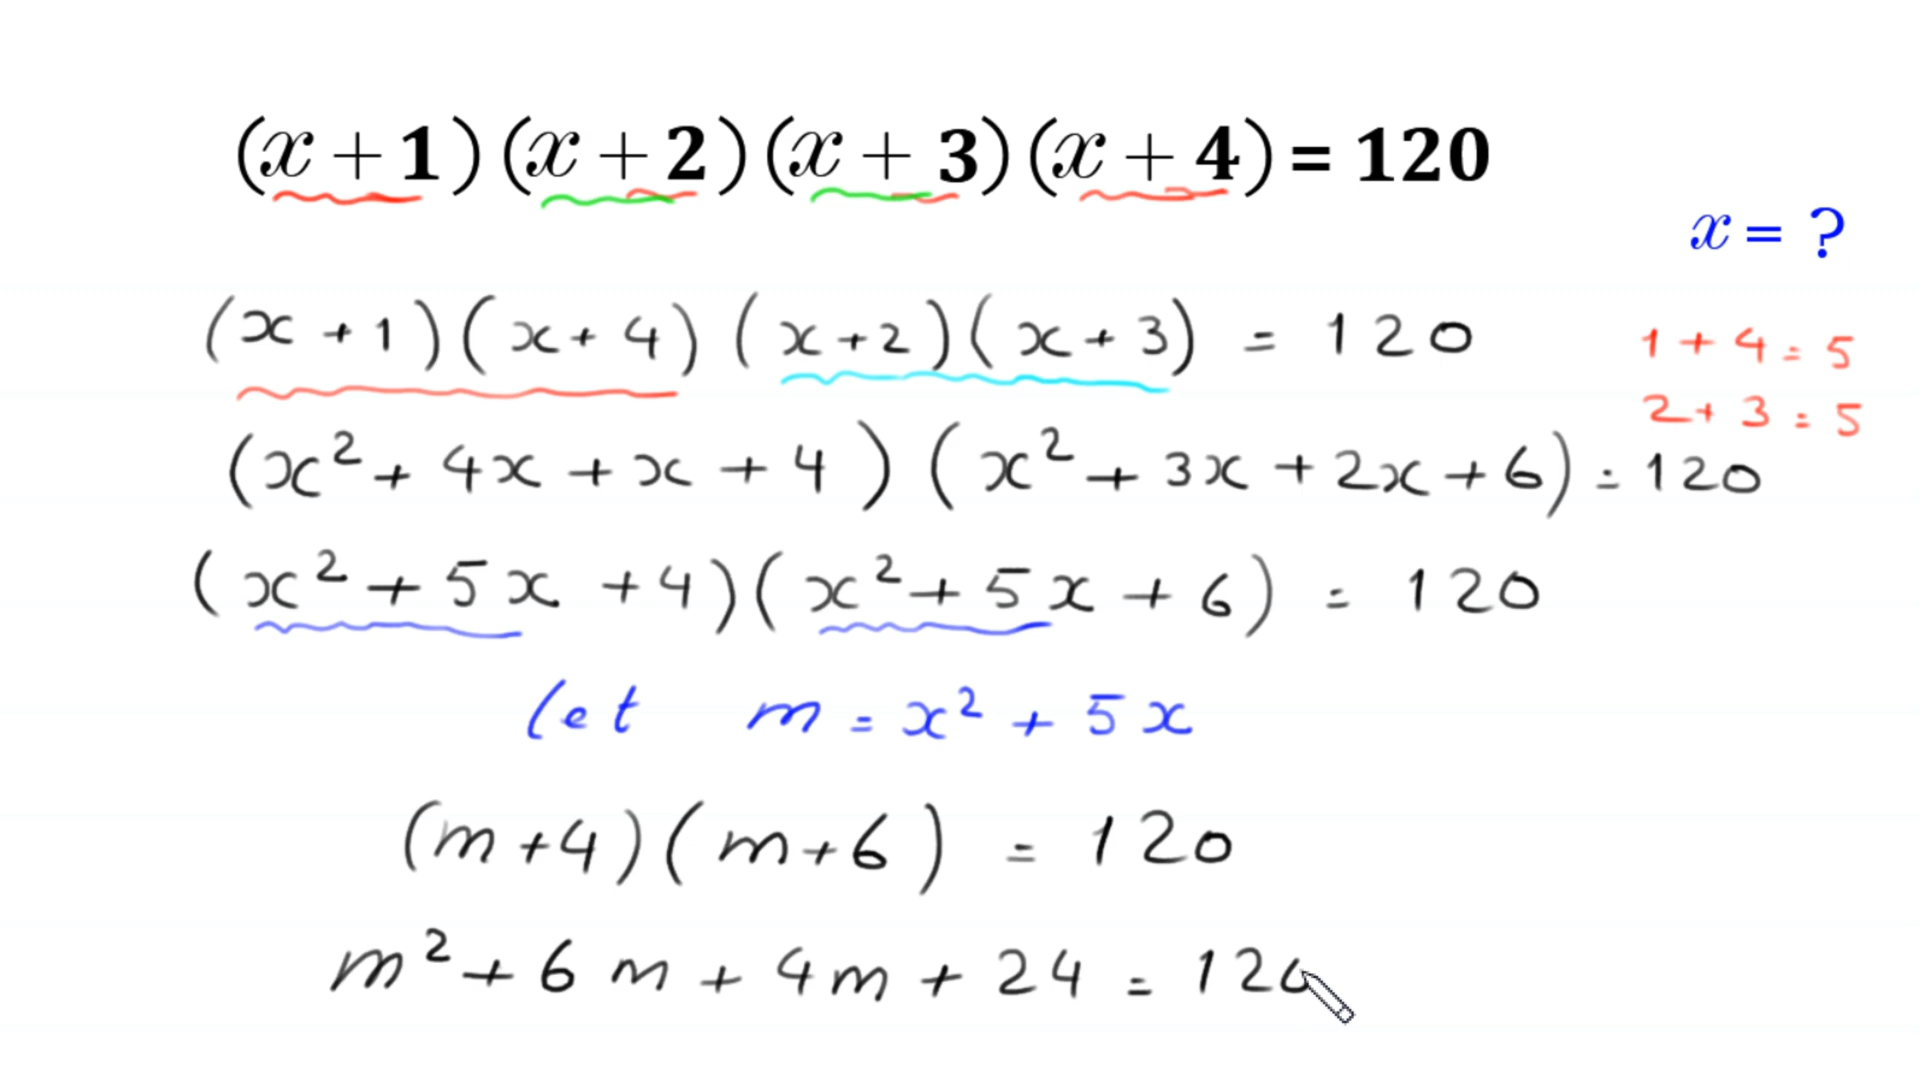 (x + 1)(x + 2)(x + 3)(x + 4) = 120
x = ?
(x + 1)(x + 4)(x + 2)(x + 3) = 120
1 + 4 = 5
2 + 3 = 5
(x² + 4x + x + 4)(x² + 3x + 2x + 6) = 120
(x² + 5x + 4)(x² + 5x + 6) = 120
let m = x² + 5x
(m + 4)(m + 6) = 120
m² + 6m + 4m + 24 = 120